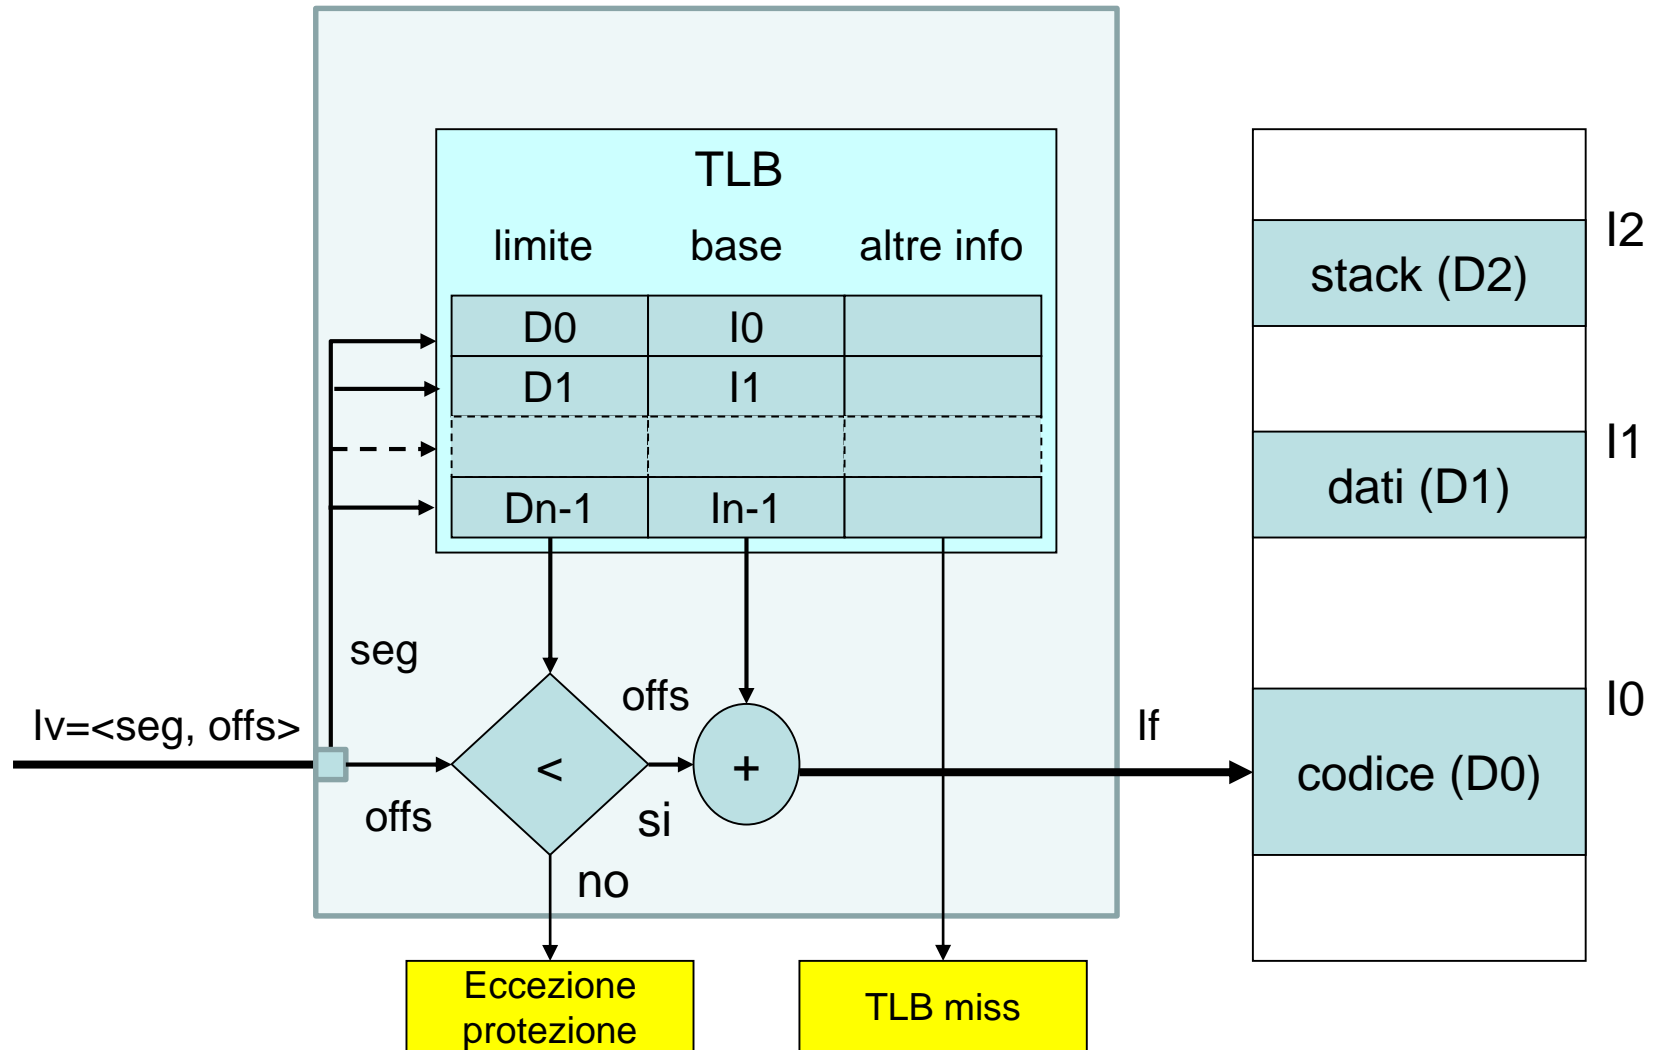 TLB
limite base altre info
D0 I0
D1 I1
Dn-1 In-1
seg
offs
Iv=<seg, offs>
< +
offs
si
no
If
Eccezione
protezione
TLB miss
stack (D2)
I2
dati (D1)
I1
codice (D0)
I0